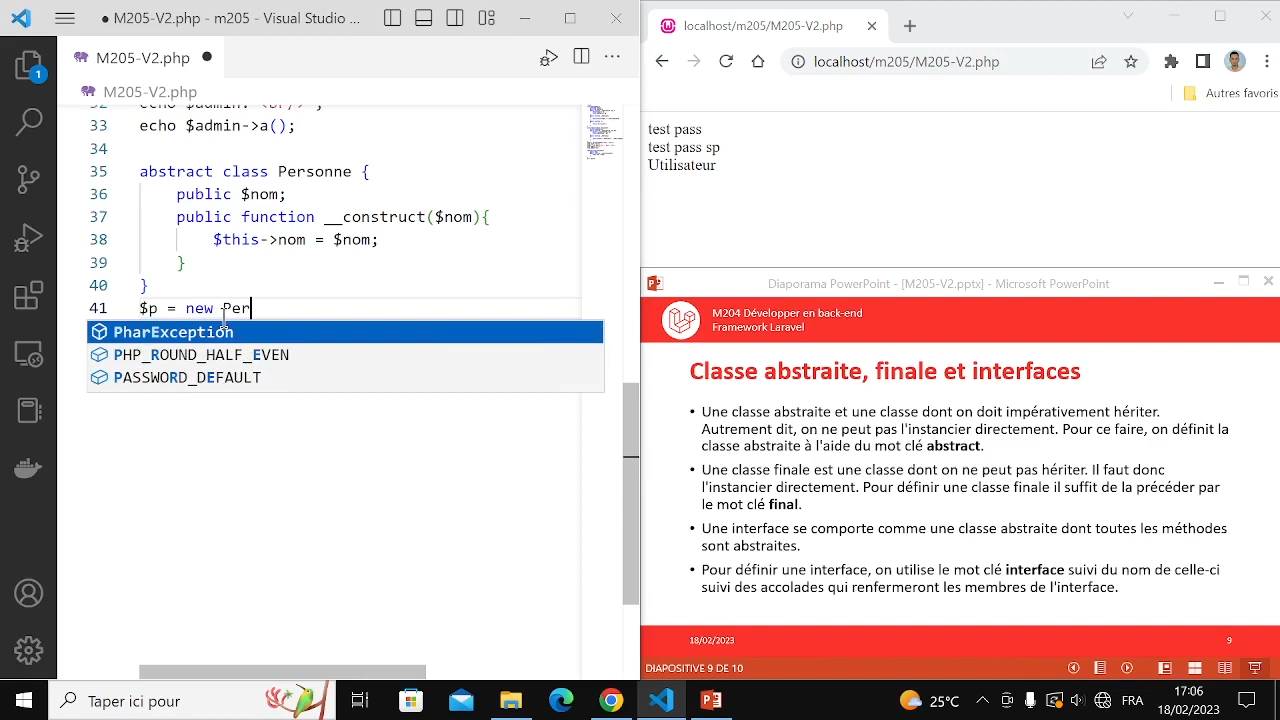 M205-V2.php - m205 - Visual Studio ...
M205-V2.php
M205-V2.php
33 echo $admin->a();
34
35 abstract class Personne {
36 public $nom;
37 public function __construct($nom){
38 $this->nom = $nom;
39 }
40 }
41 $p = new Per
PharException
PHP_ROUND_HALF_EVEN
PASSWORD_DEFAULT
1
localhost/m205/M205-V2.php
localhost/m205/M205-V2.php
Autres favoris
test pass
test pass sp
Utilisateur
Diaporama PowerPoint - [M205-V2.pptx] - Microsoft PowerPoint
M204 Développer en back-end
Framework Laravel
Classe abstraite, finale et interfaces
• Une classe abstraite et une classe dont on doit impérativement hériter.
Autrement dit, on ne peut pas l'instancier directement. Pour ce faire, on définit la
classe abstraite à l'aide du mot clé abstract.
• Une classe finale est une classe dont on ne peut pas hériter. Il faut donc
l'instancier directement. Pour définir une classe finale il suffit de la précéder par
le mot clé final.
• Une interface se comporte comme une classe abstraite dont toutes les méthodes
sont abstraites.
• Pour définir une interface, on utilise le mot clé interface suivi du nom de celle-ci
suivi des accolades qui renfermeront les membres de l'interface.
18/02/2023 9
DIAPOSITIVE 9 DE 10
Taper ici pour
25°C
FRA
17:06
18/02/2023